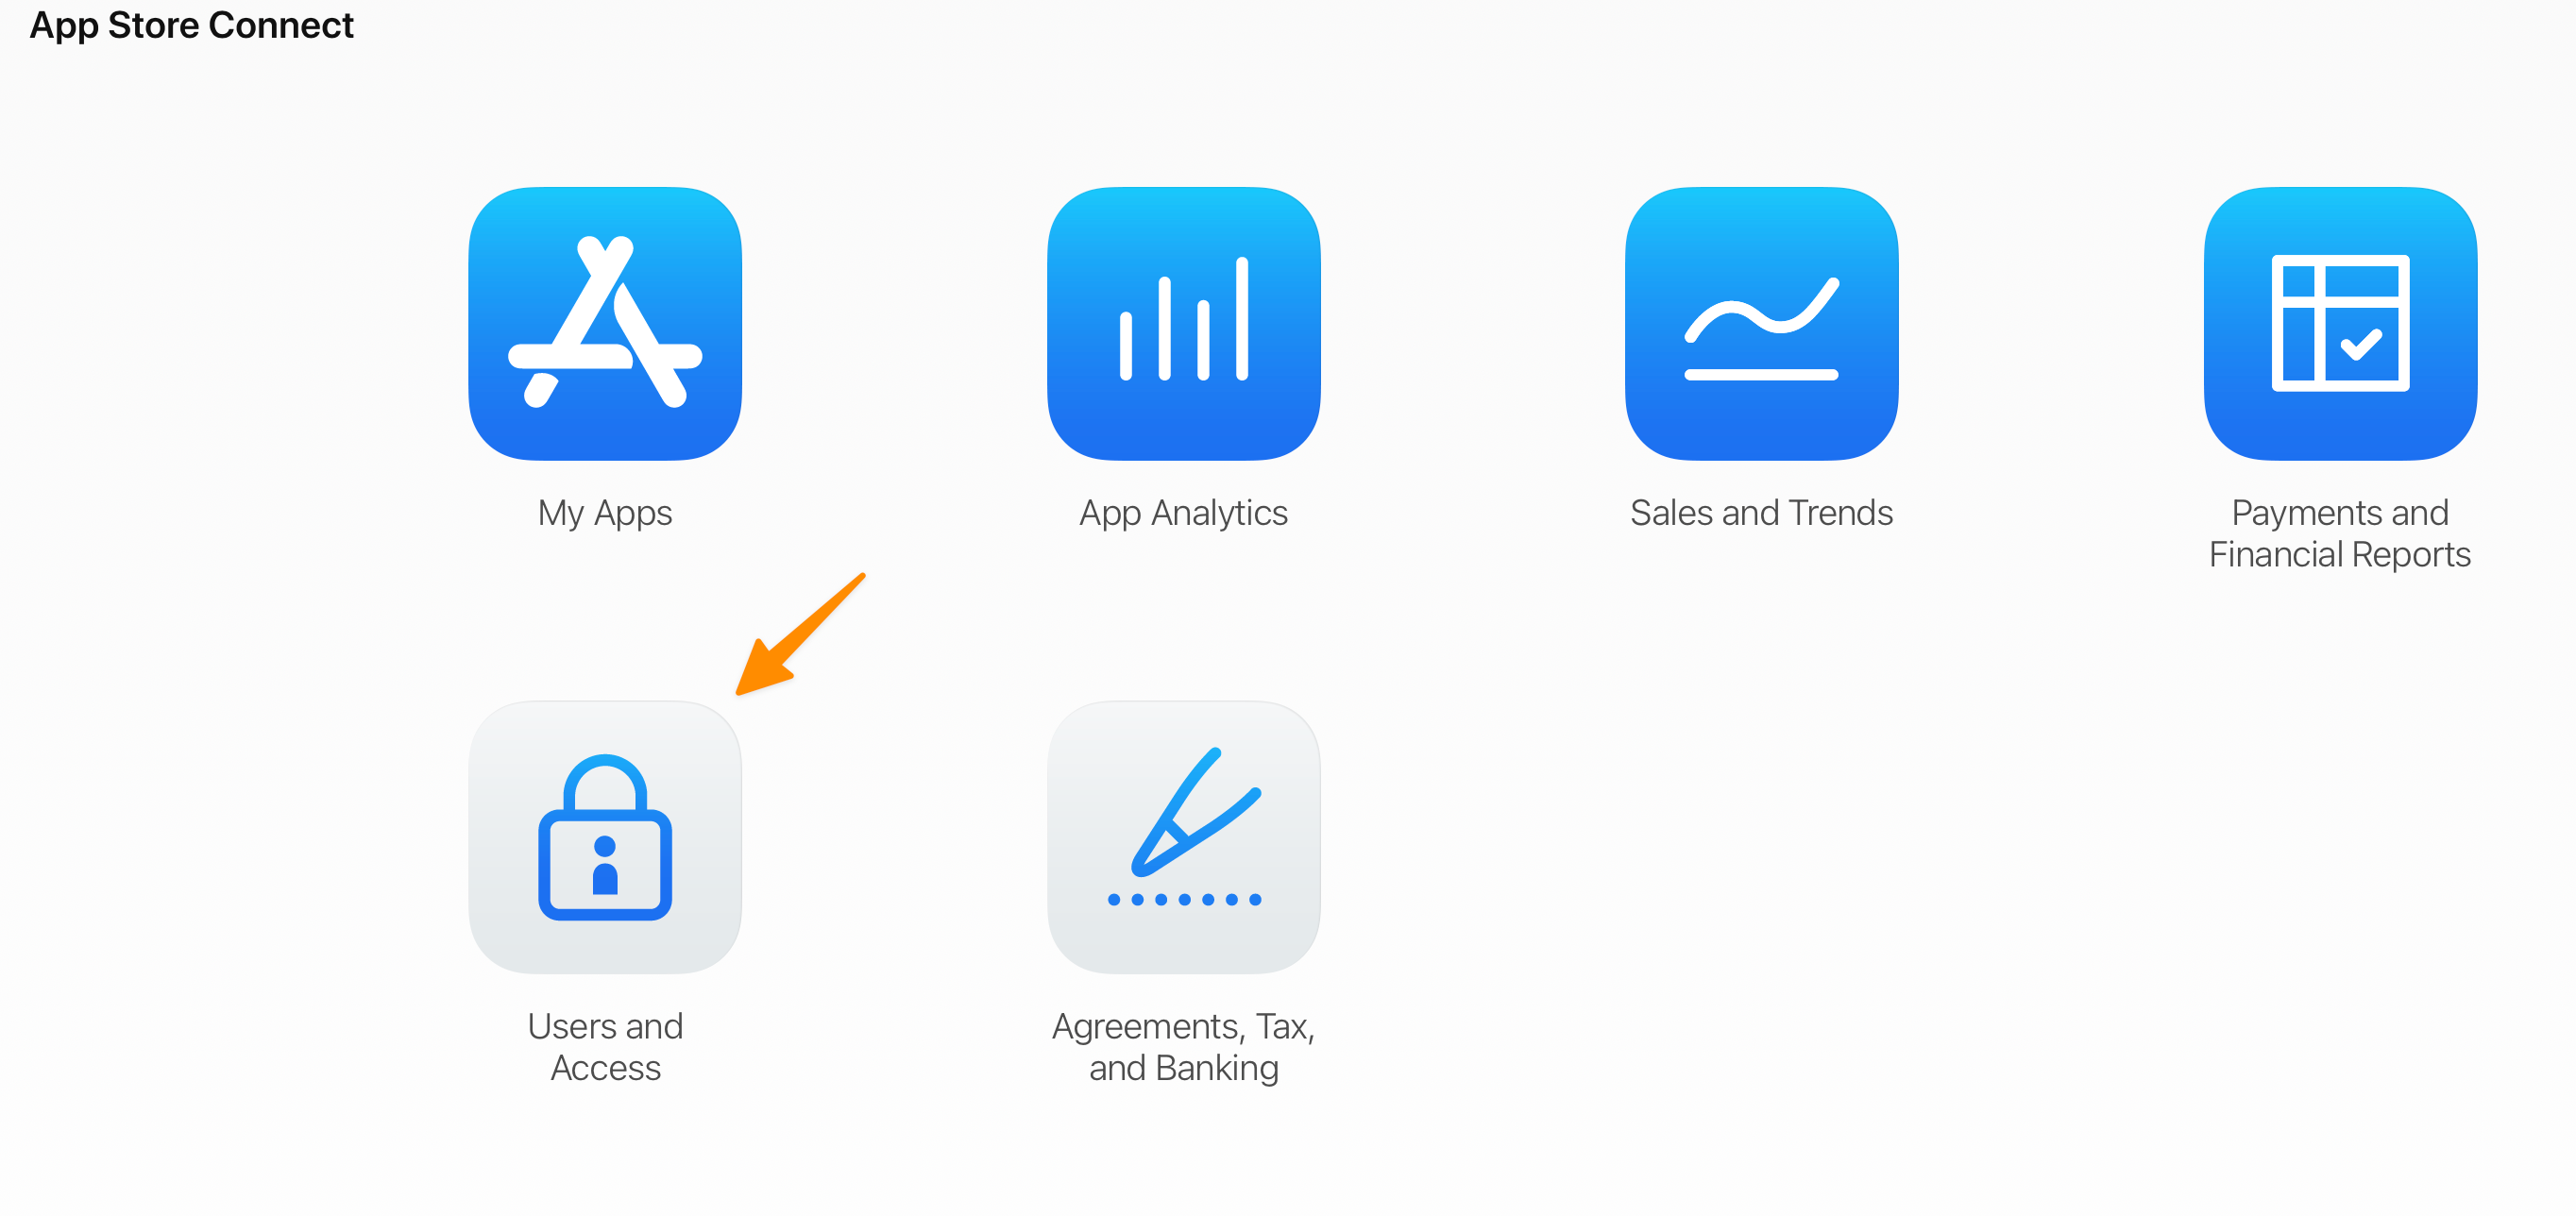 App Store Connect
My Apps
App Analytics
Sales and Trends
Payments and
Financial Reports
Users and
Access
Agreements, Tax,
and Banking